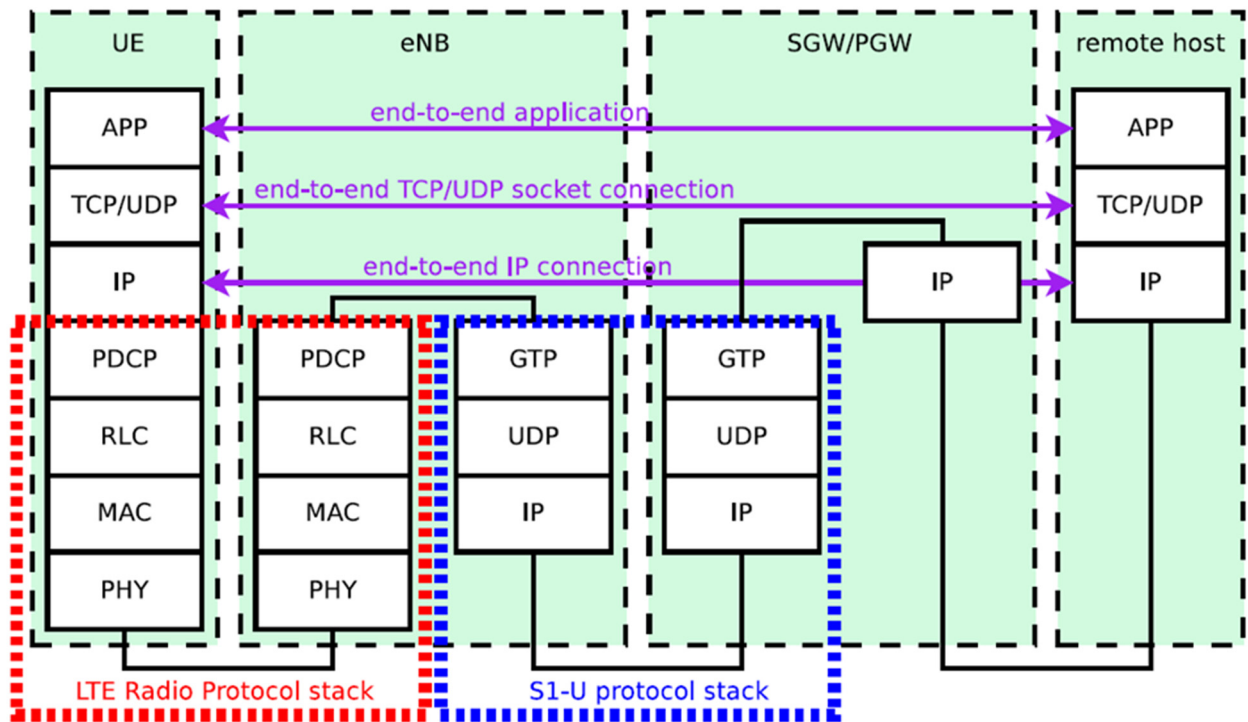 UE
eNB
SGW/PGW
remote host
APP
end-to-end application
APP
TCP/UDP
end-to-end TCP/UDP socket connection
TCP/UDP
IP
end-to-end IP connection
IP
IP
PDCP
PDCP
GTP
GTP
RLC
RLC
UDP
UDP
MAC
MAC
IP
IP
PHY
PHY
LTE Radio Protocol stack
S1-U protocol stack